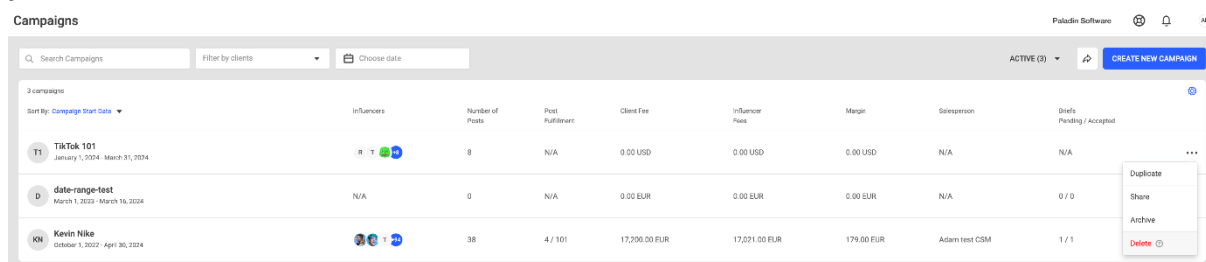 Campaigns
Paladin Software
Search Campaigns
Filter by clients
Choose date
ACTIVE (3)
CREATE NEW CAMPAIGN
3 campaigns
Sort By: Campaign Start Date
Influencers
Number of
Posts
Post
Fulfillment
Client Fee
Influencer
Fees
Margin
Salesperson
Briefs
Pending / Accepted
T1
TikTok 101
January 1, 2024 - March 31, 2024
R T +8
8
N/A
0.00 USD
0.00 USD
0.00 USD
N/A
N/A
D
date-range-test
March 1, 2023 - March 16, 2024
N/A
0
N/A
0.00 EUR
0.00 EUR
0.00 EUR
N/A
0 / 0
KN
Kevin Nike
October 1, 2022 - April 30, 2024
T +94
38
4 / 101
17,200.00 EUR
17,021.00 EUR
179.00 EUR
Adam test CSM
1 / 1
Duplicate
Share
Archive
Delete